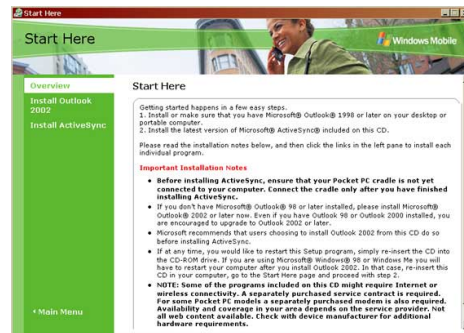 Start Here
Start Here
Windows Mobile
Overview
Install Outlook
2002
Install ActiveSync
Start Here
Getting started happens in a few easy steps.
1. Install or make sure that you have Microsoft® Outlook® 1998 or later on your desktop or
portable computer.
2. Install the latest version of Microsoft® ActiveSync® included on this CD.
Please read the installation notes below, and then click the links in the left pane to install each
individual program.
Important Installation Notes
• Before installing ActiveSync, ensure that your Pocket PC cradle is not yet
connected to your computer. Connect the cradle only after you have finished
installing ActiveSync.
• If you don't have Microsoft® Outlook® 98 or later installed, please install Microsoft®
Outlook® 2002 or later now. Even if you have Outlook 98 or Outlook 2000 installed, you
are encouraged to upgrade to Outlook 2002 or later.
• Microsoft recommends that users choosing to install Outlook 2002 from this CD do so
before installing ActiveSync.
• If at any time, you would like to restart this Setup program, simply re-insert the CD into
the CD-ROM drive. If you are using Microsoft® Windows® 98 or Windows Me you will
have to restart your computer after you install Outlook 2002. In that case, re-insert this
CD in your computer, go to the Start Here page and proceed with step 2.
• NOTE: Some of the programs included on this CD might require Internet or
wireless connectivity. A separately purchased service contract is required.
For some Pocket PC models a separately purchased modem is also required.
Availability and coverage in your area depends on the service provider. Not
all web content available. Check with device manufacturer for additional
hardware requirements.
Main Menu